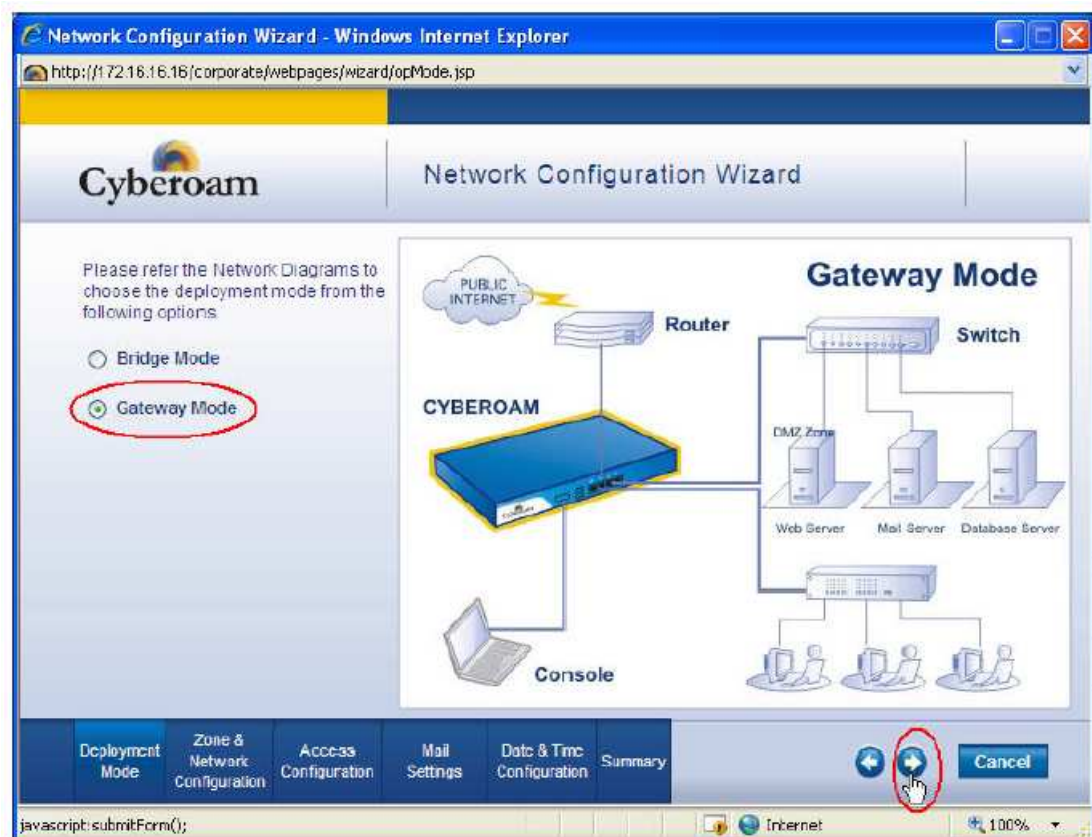 Network Configuration Wizard - Windows Internet Explorer
http://172.16.16.16/corporate/webpages/wizard/opMode.jsp
Cyberoam
Network Configuration Wizard
Please refer the Network Diagrams to
choose the deployment mode from the
following options
Bridge Mode
Gateway Mode
Gateway Mode
PUBLIC
INTERNET
Router
Switch
CYBEROAM
DMZ Zone
Cyberoam
Web Server
Mail Server
Database Server
Console
Deployment
Mode
Zone &
Network
Configuration
Access
Configuration
Mail
Settings
Date & Time
Configuration
Summary
Cancel
javascript:submitForm();
Internet
100%